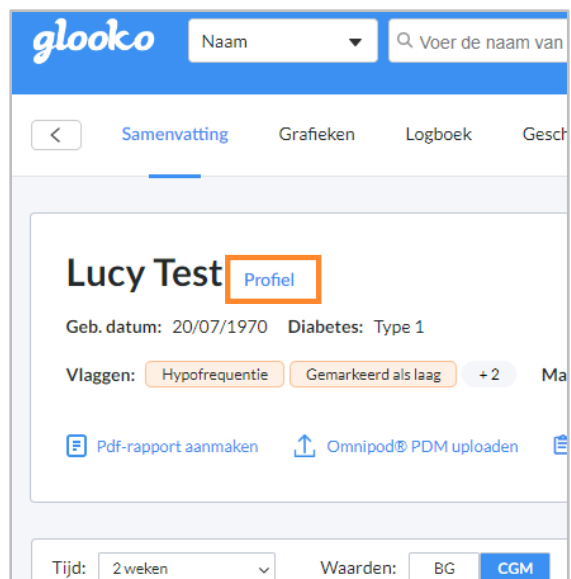 glooko Naam Voer de naam van
Samenvatting Grafieken Logboek Gesch
Lucy Test Profiel
Geb. datum: 20/07/1970 Diabetes: Type 1
Vlaggen: Hypofrequentie Gemarkeerd als laag + 2 Ma
Pdf-rapport aanmaken Omnipod® PDM uploaden
Tijd: 2 weken Waarden: BG CGM